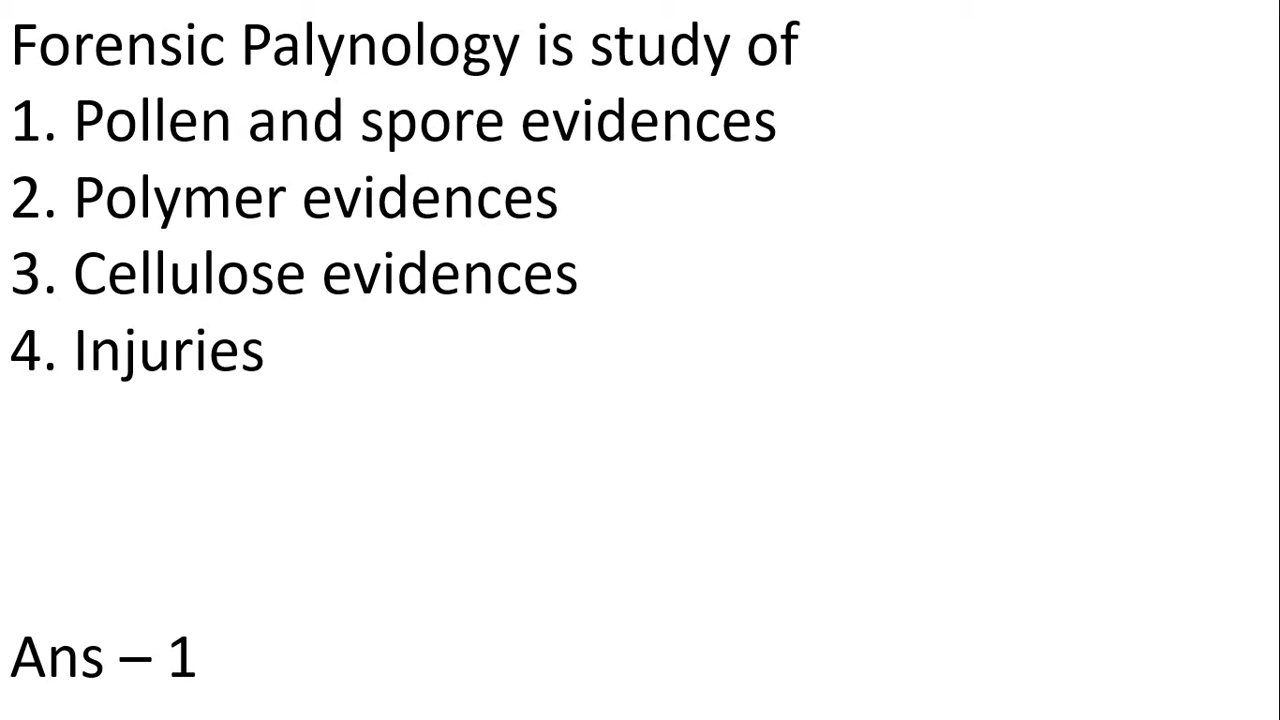 Forensic Palynology is study of
1. Pollen and spore evidences
2. Polymer evidences
3. Cellulose evidences
4. Injuries
Ans – 1